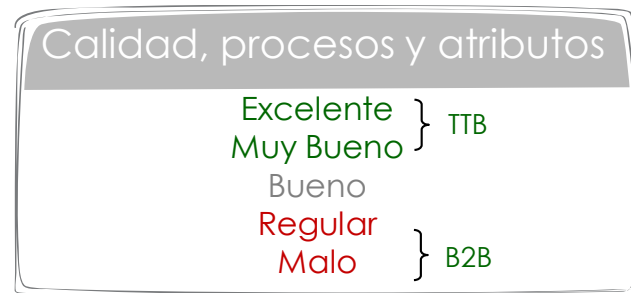 Calidad, procesos y atributos
Excelente
Muy Bueno
TTB
Bueno
Regular
Malo
B2B